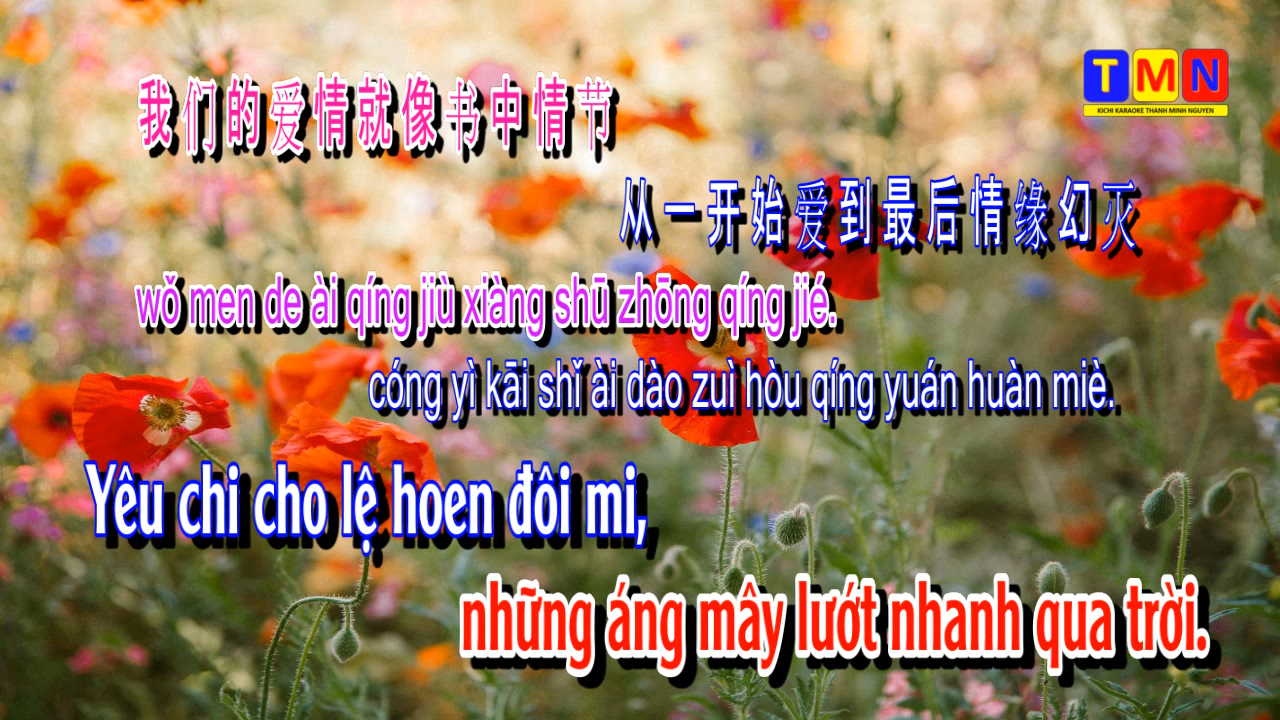 TMN
KICHI KARAOKE THANH MINH NGUYEN
我们的爱情就像书中情节
从一开始爱到最后情缘幻灭
wǒ men de ài qíng jiù xiàng shū zhōng qíng jié.
cóng yì kāi shǐ ài dào zuì hòu qíng yuán huàn miè.
Yêu chi cho lệ hoen đôi mi,
những áng mây lướt nhanh qua trời.